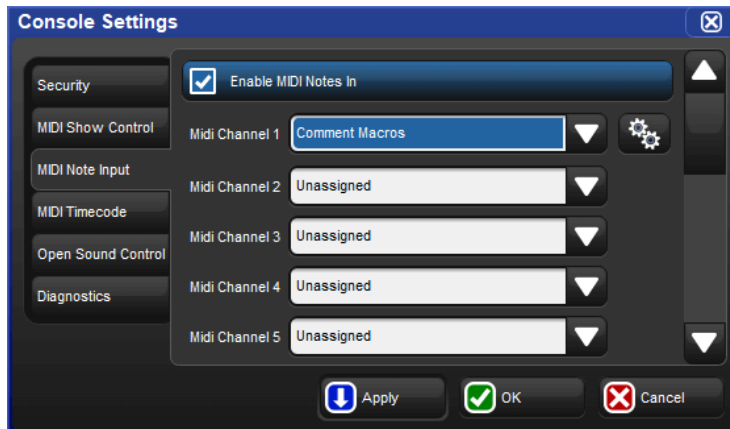 Console Settings
Security
MIDI Show Control
MIDI Note Input
MIDI Timecode
Open Sound Control
Diagnostics
Enable MIDI Notes In
Midi Channel 1 Comment Macros
Midi Channel 2 Unassigned
Midi Channel 3 Unassigned
Midi Channel 4 Unassigned
Midi Channel 5 Unassigned
Apply OK Cancel